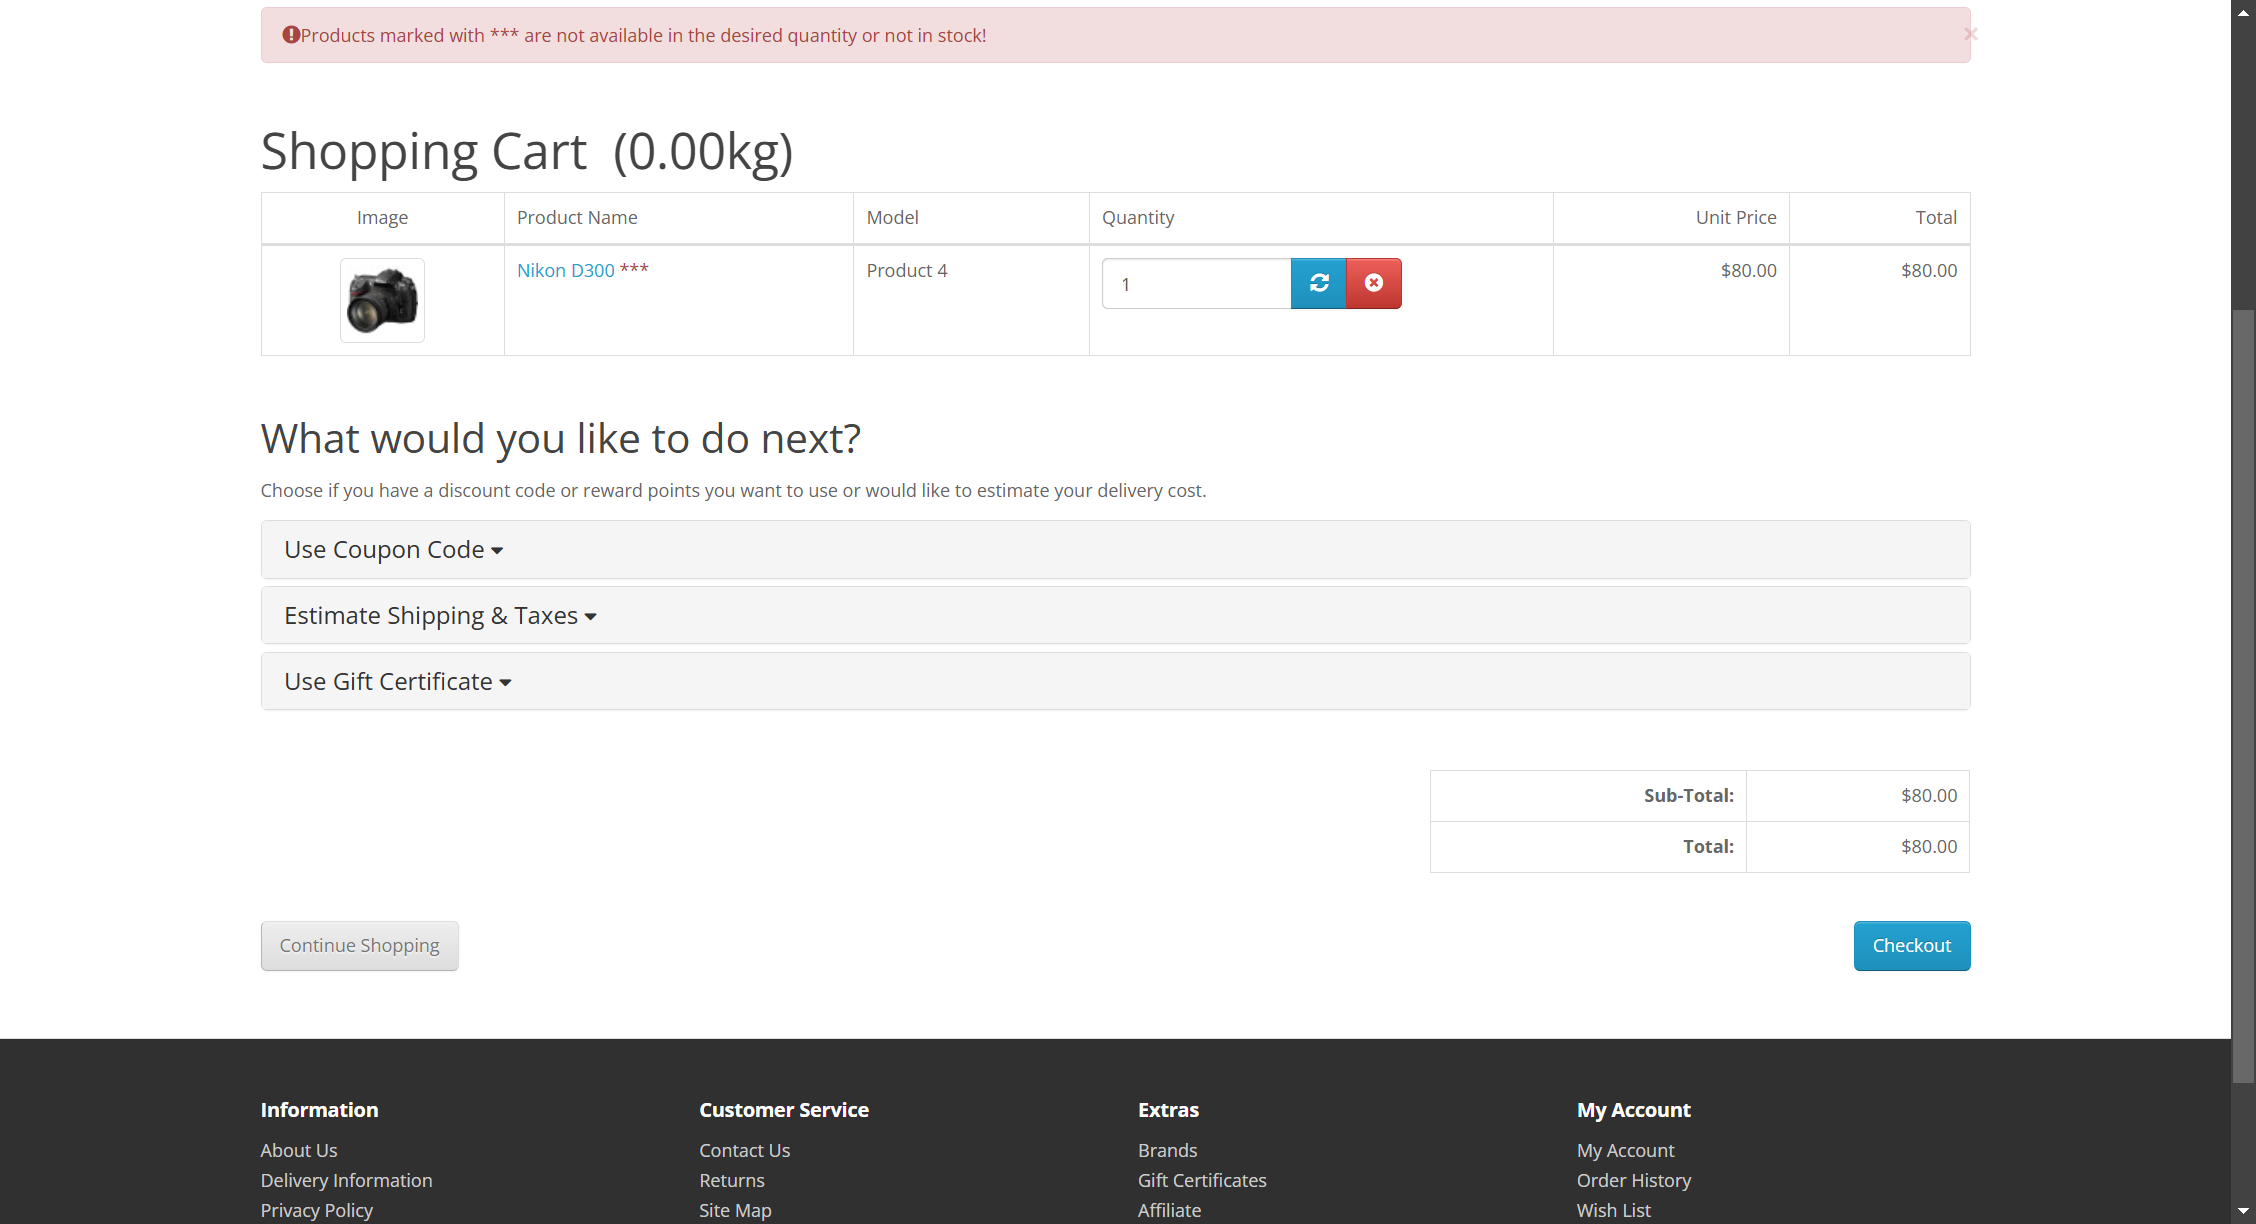 Products marked with *** are not available in the desired quantity or not in stock!
×
Shopping Cart (0.00kg)
Image Product Name Model Quantity Unit Price Total
Nikon D300 *** Product 4 1 $80.00 $80.00
What would you like to do next?
Choose if you have a discount code or reward points you want to use or would like to estimate your delivery cost.
Use Coupon Code
Estimate Shipping & Taxes
Use Gift Certificate
Sub-Total: $80.00
Total: $80.00
Continue Shopping Checkout
Information Customer Service Extras My Account
About Us Contact Us Brands My Account
Delivery Information Returns Gift Certificates Order History
Privacy Policy Site Map Affiliate Wish List